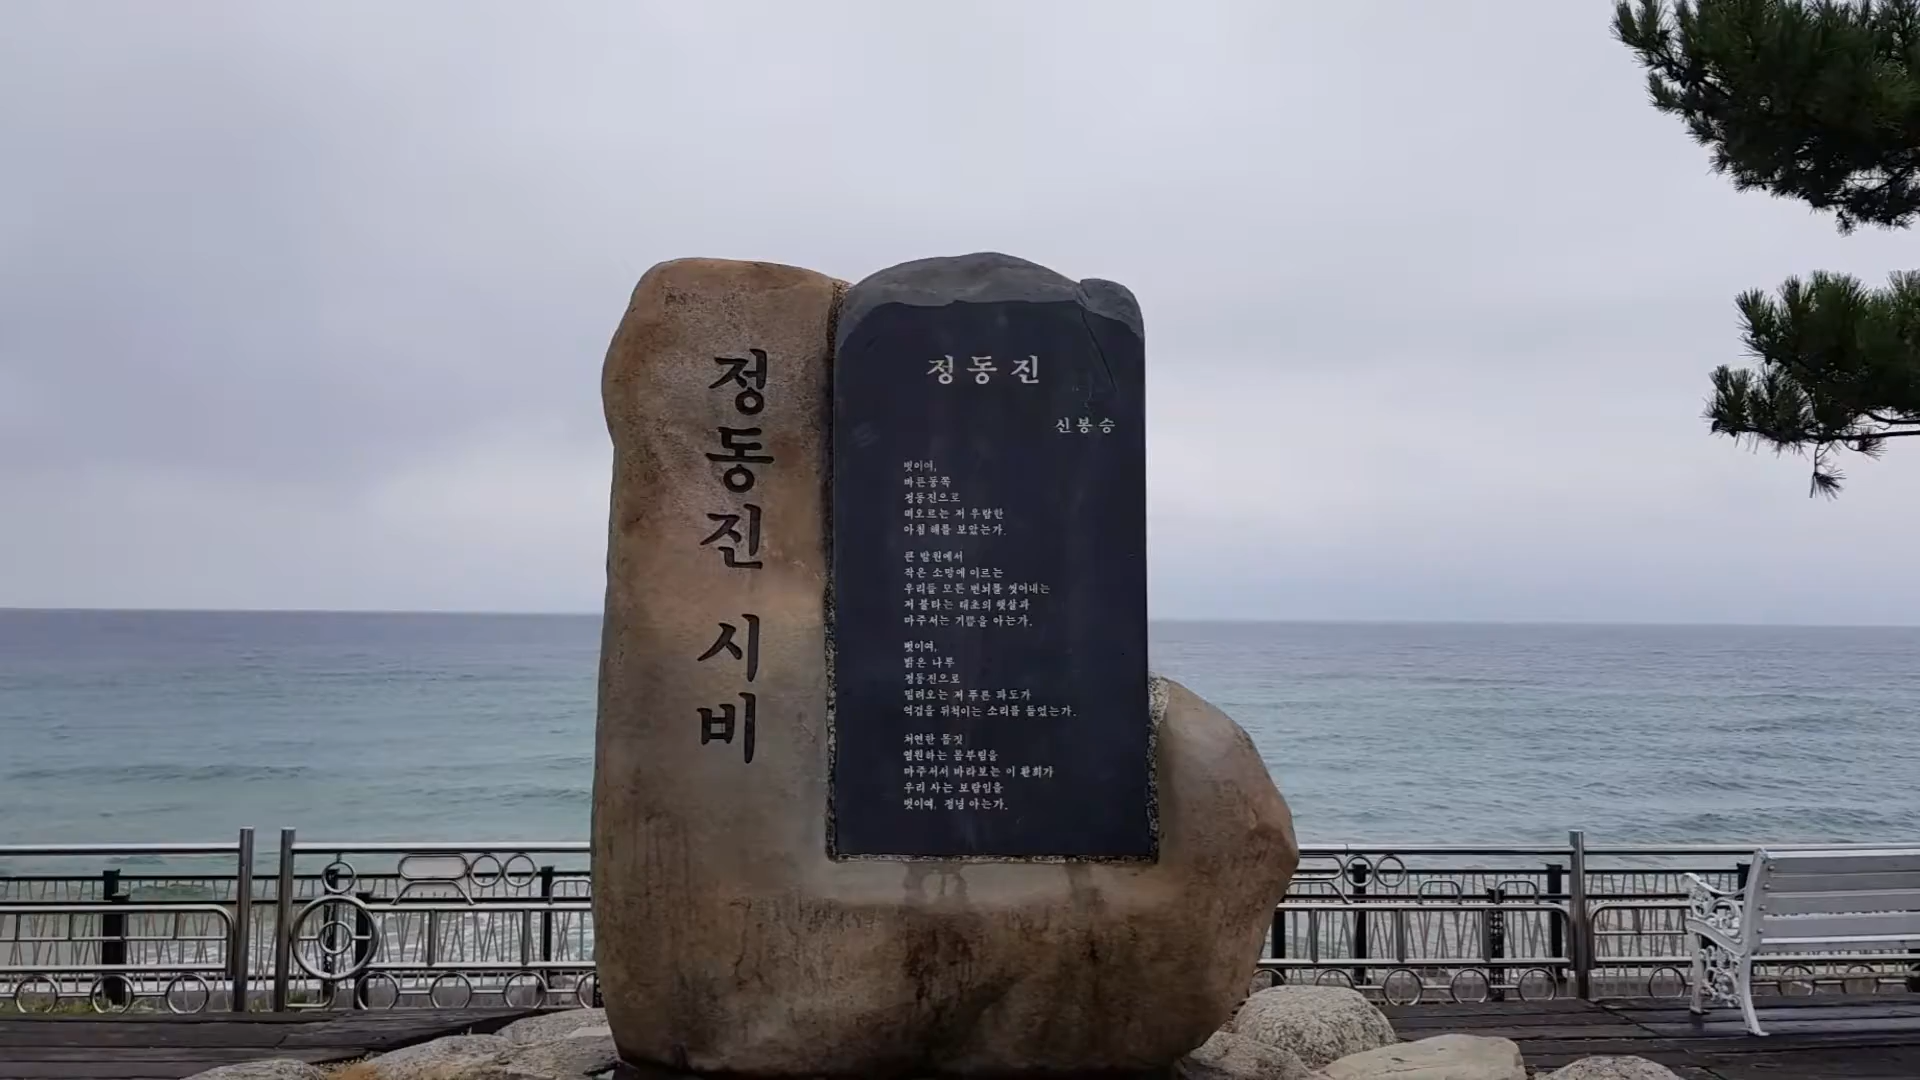 정동진 시비
정동진
신봉승
벗이여,
바른동쪽
정동진으로
떠오르는 저 우람한
아침 해를 보았는가.
큰 발원에서
작은 소망에 이르는
우리들 모든 번뇌를 씻어내는
저 불타는 태초의 햇살과
마주서는 기쁨을 아는가.
벗이여,
밝은 나루
정동진으로
밀려오는 저 푸른 파도가
억겁을 뒤척이는 소리를 들었는가.
처연한 몸짓
염원하는 몸부림을
마주서서 바라보는 이 환희가
우리 사는 보람임을
벗이여, 정녕 아는가.